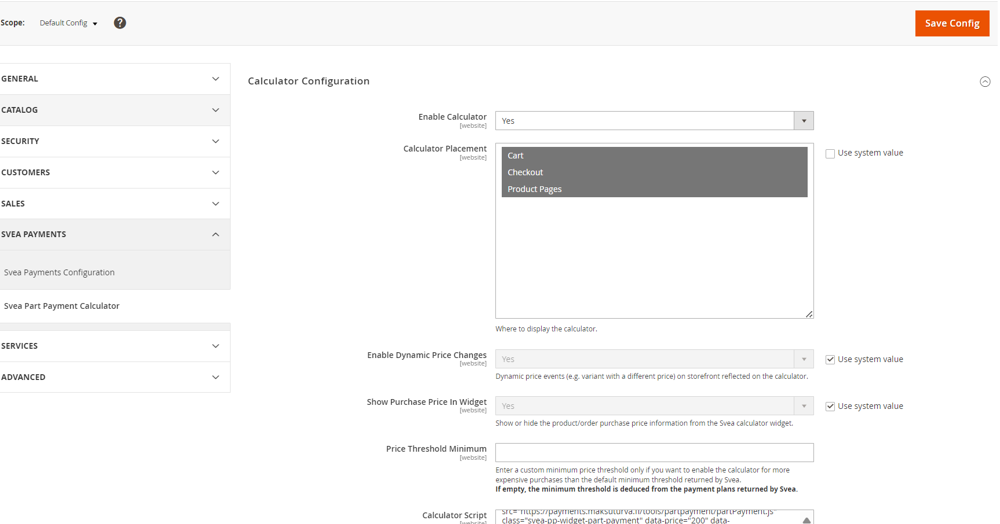 Scope:
Default Config
?
Save Config
GENERAL
CATALOG
SECURITY
CUSTOMERS
SALES
SVEA PAYMENTS
Svea Payments Configuration
Svea Part Payment Calculator
SERVICES
ADVANCED
Calculator Configuration
Enable Calculator
[website]
Yes
Calculator Placement
[website]
Cart
Checkout
Product Pages
Use system value
Where to display the calculator.
Enable Dynamic Price Changes
[website]
Yes
Use system value
Dynamic price events (e.g. variant with a different price) on storefront reflected on the calculator.
Show Purchase Price In Widget
[website]
Yes
Use system value
Show or hide the product/order purchase price information from the Svea calculator widget.
Price Threshold Minimum
[website]
Enter a custom minimum price threshold only if you want to enable the calculator for more
expensive purchases than the default minimum threshold returned by Svea.
If empty, the minimum threshold is deduced from the payment plans returned by Svea.
Calculator Script
[website]
src="https://payments.maksuturva.fi/tools/partpayment/partPayment.js"
class="svea-pp-widget-part-payment" data-price="200" data-